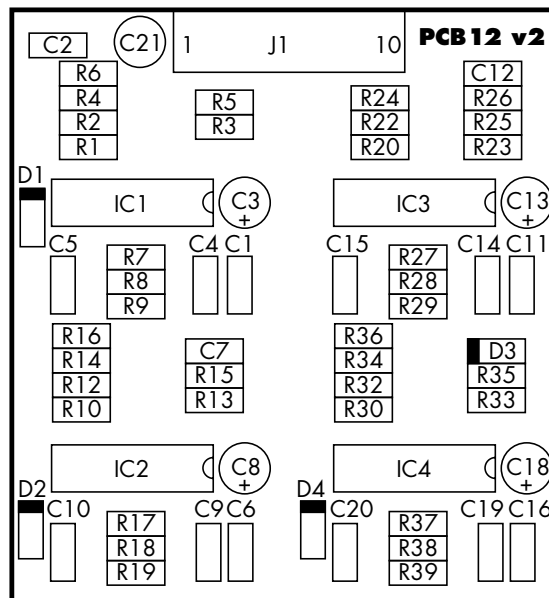 C2 C21 1 J1 10 PCB12 v2
R6 C12
R4 R5 R24 R26
R2 R3 R22 R25
R1 R20 R23
D1
IC1 C3 + IC3 C13 +
C5 C4 C1 C15 C14 C11
R7 R27
R8 R28
R9 R29
R16 R36
R14 C7 R34 D3
R12 R15 R32 R35
R10 R13 R30 R33
IC2 C8 + IC4 C18 +
D2 D4
C10 C9 C6 C20 C19 C16
R17 R37
R18 R38
R19 R39